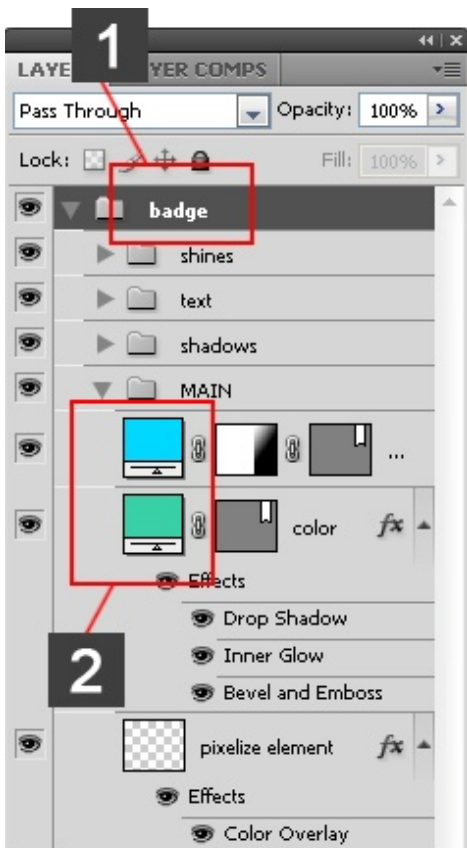 1
LAYE YER COMPS
Pass Through Opacity: 100%
Lock: Fill: 100%
badge
shines
text
shadows
MAIN
...
color fx
Effects
Drop Shadow
Inner Glow
2
Bevel and Emboss
pixelize element fx
Effects
Color Overlay